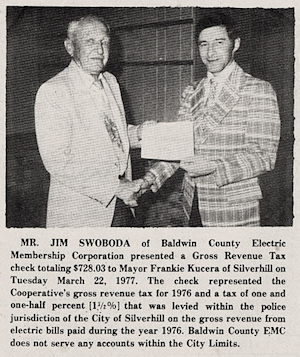 MR. JIM SWOBODA of Baldwin County Electric
Membership Corporation presented a Gross Revenue Tax
check totaling $728.03 to Mayor Frankie Kucera of Silverhill on
Tuesday March 22, 1977. The check represented the
Cooperative's gross revenue tax for 1976 and a tax of one and
one-half percent [1½%] that was levied within the police
jurisdiction of the City of Silverhill on the gross revenue
from electric bills paid during the year 1976. Baldwin County EMC
does not serve any accounts within the City Limits.